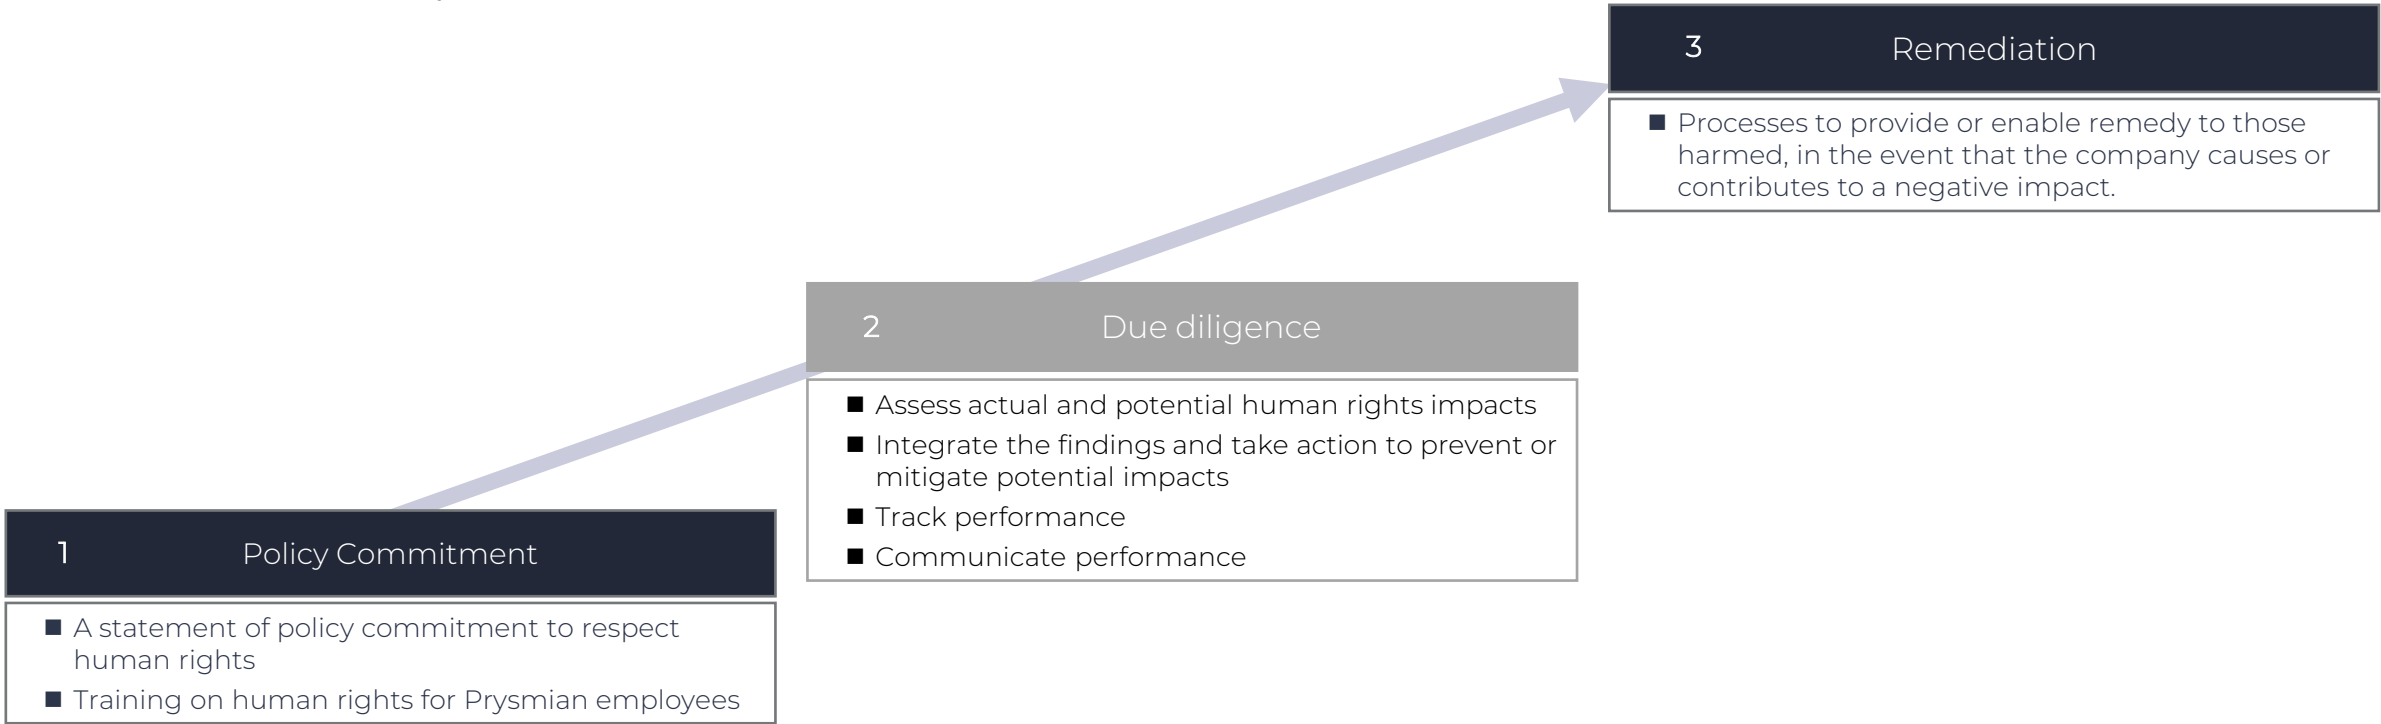 1 Policy Commitment
■ A statement of policy commitment to respect
human rights
■ Training on human rights for Prysmian employees
2 Due diligence
■ Assess actual and potential human rights impacts
■ Integrate the findings and take action to prevent or
mitigate potential impacts
■ Track performance
■ Communicate performance
3 Remediation
■ Processes to provide or enable remedy to those
harmed, in the event that the company causes or
contributes to a negative impact.